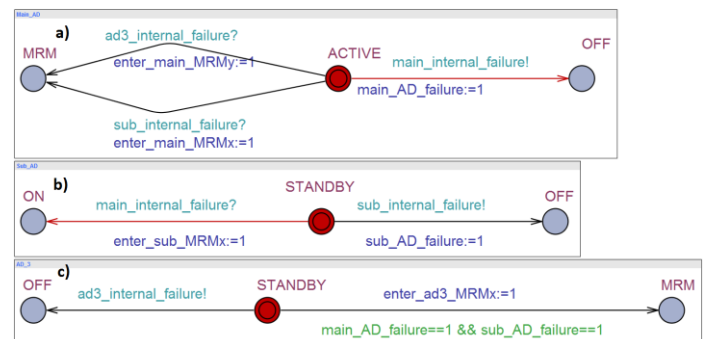 Main_AD
a)
ad3_internal_failure?
MRM
ACTIVE
OFF
enter_main_MRMy:=1
main_internal_failure!
main_AD_failure:=1
sub_internal_failure?
enter_main_MRMx:=1
Sub_AD
b)
ON
STANDBY
OFF
main_internal_failure?
sub_internal_failure!
enter_sub_MRMx:=1
sub_AD_failure:=1
AD_3
c)
OFF
STANDBY
MRM
ad3_internal_failure!
enter_ad3_MRMx:=1
main_AD_failure==1 && sub_AD_failure==1